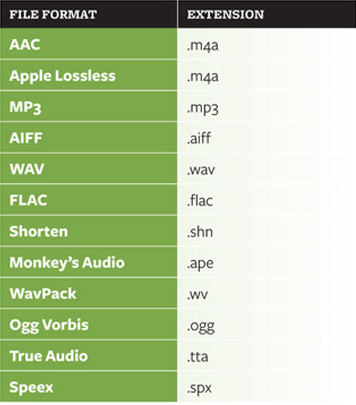 FILE FORMAT EXTENSION
AAC .m4a
Apple Lossless .m4a
MP3 .mp3
AIFF .aiff
WAV .wav
FLAC .flac
Shorten .shn
Monkey's Audio .ape
WavPack .wv
Ogg Vorbis .ogg
True Audio .tta
Speex .spx